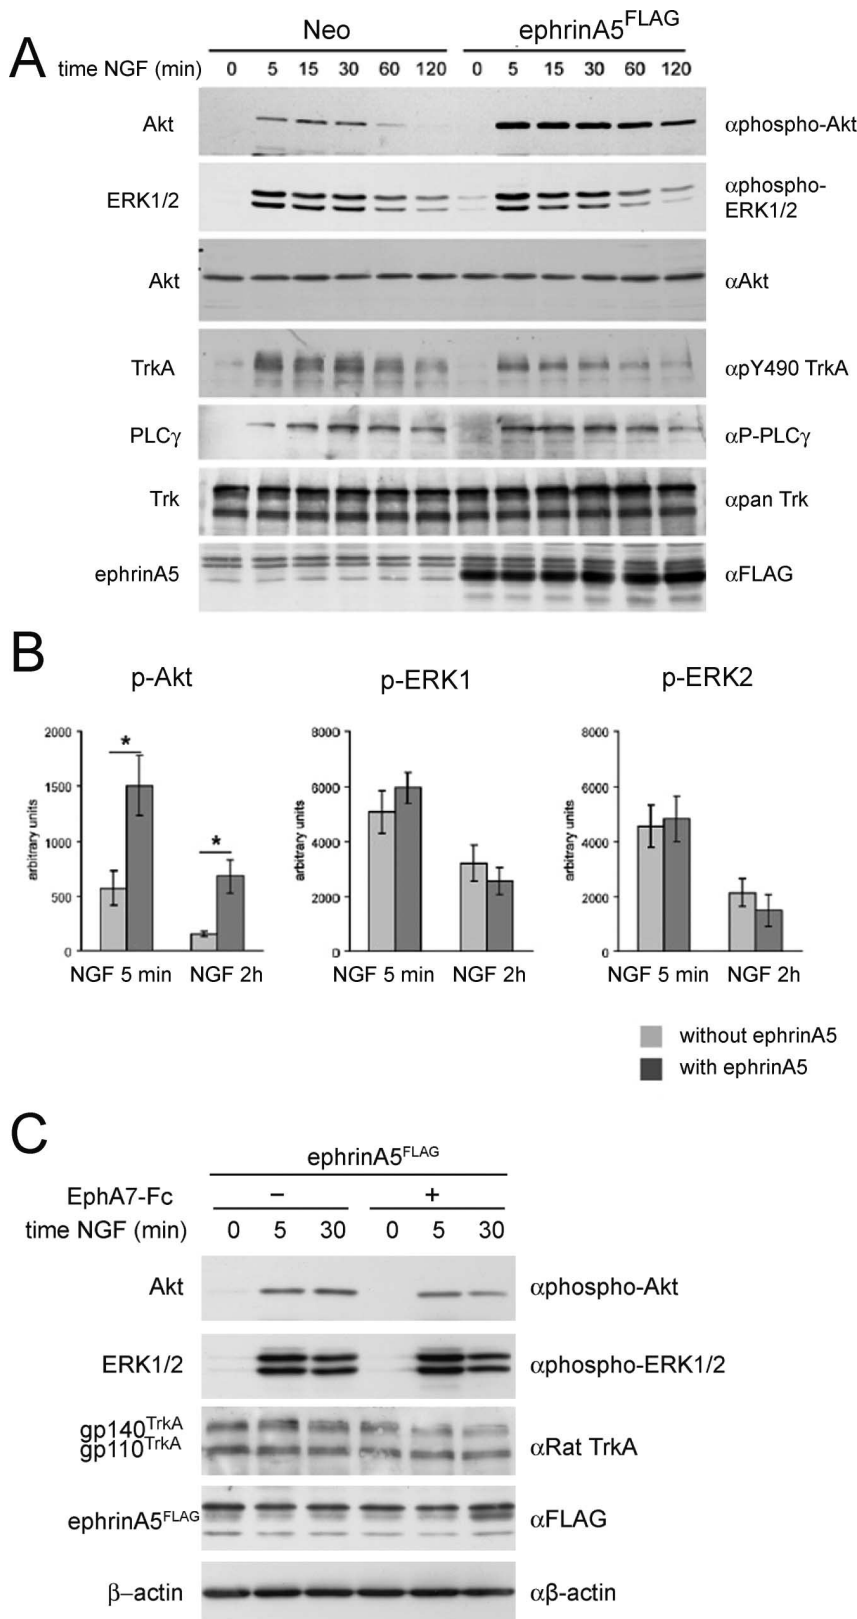 A
Neo ephrinA5FLAG
time NGF (min) 0 5 15 30 60 120 0 5 15 30 60 120
Akt αphospho-Akt
ERK1/2 αphospho-
ERK1/2
Akt αAkt
TrkA αpY490 TrkA
PLCγ αP-PLCγ
Trk αpan Trk
ephrinA5 αFLAG
B
p-Akt p-ERK1 p-ERK2
2000 8000 8000
* 
1500 6000 6000
*
1000 4000 4000
500 2000 2000
0 0 0
arbitrary units arbitrary units arbitrary units
NGF 5 min NGF 2h NGF 5 min NGF 2h NGF 5 min NGF 2h
without ephrinA5
with ephrinA5
C
ephrinA5FLAG
EphA7-Fc − +
time NGF (min) 0 5 30 0 5 30
Akt αphospho-Akt
ERK1/2 αphospho-ERK1/2
gp140TrkA
gp110TrkA αRat TrkA
ephrinA5FLAG αFLAG
β−actin αβ-actin